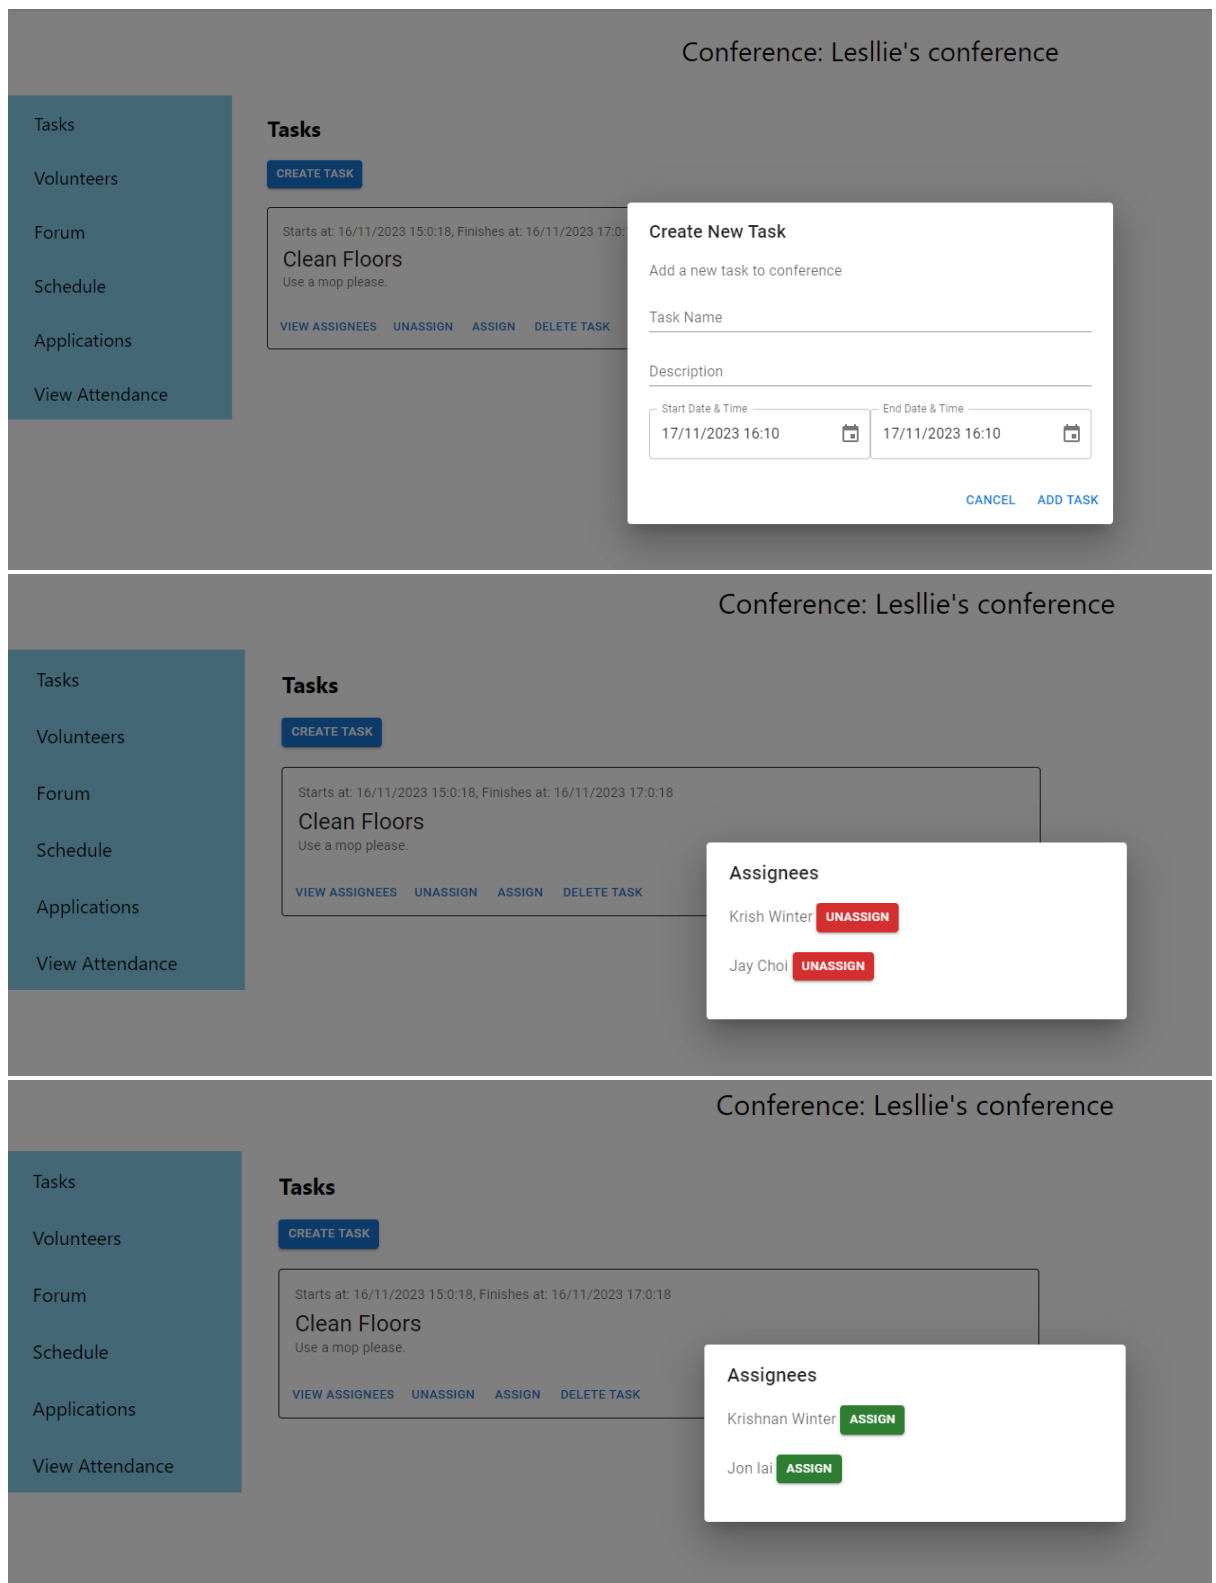 Conference: Lesllie's conference
Tasks
Volunteers
Forum
Schedule
Applications
View Attendance
Tasks
CREATE TASK
Starts at: 16/11/2023 15:0:18, Finishes at: 16/11/2023 17:0:
Clean Floors
Use a mop please.
VIEW ASSIGNEES UNASSIGN ASSIGN DELETE TASK
Create New Task
Add a new task to conference
Task Name
Description
Start Date & Time End Date & Time
17/11/2023 16:10 17/11/2023 16:10
CANCEL ADD TASK
Conference: Lesllie's conference
Tasks
Volunteers
Forum
Schedule
Applications
View Attendance
Tasks
CREATE TASK
Starts at: 16/11/2023 15:0:18, Finishes at: 16/11/2023 17:0:18
Clean Floors
Use a mop please.
VIEW ASSIGNEES UNASSIGN ASSIGN DELETE TASK
Assignees
Krish Winter UNASSIGN
Jay Choi UNASSIGN
Conference: Lesllie's conference
Tasks
Volunteers
Forum
Schedule
Applications
View Attendance
Tasks
CREATE TASK
Starts at: 16/11/2023 15:0:18, Finishes at: 16/11/2023 17:0:18
Clean Floors
Use a mop please.
VIEW ASSIGNEES UNASSIGN ASSIGN DELETE TASK
Assignees
Krishnan Winter ASSIGN
Jon lai ASSIGN